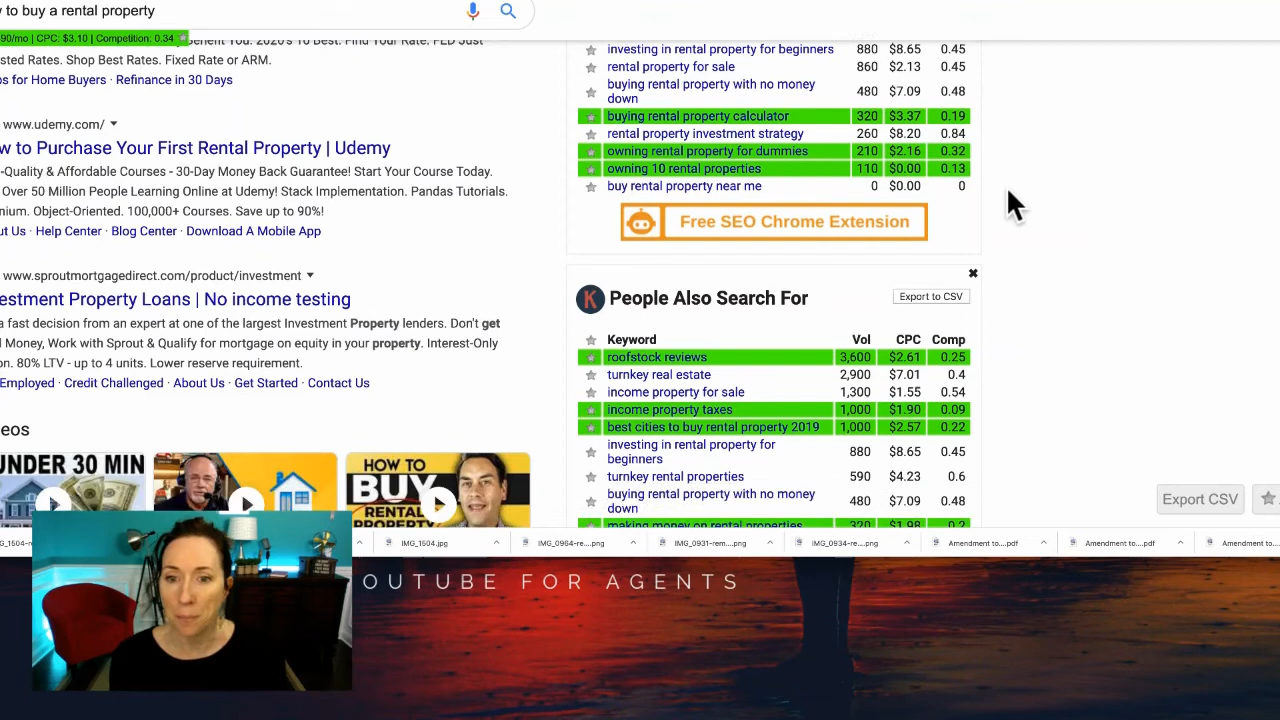 to buy a rental property
90/mo | CPC: $3.10 | Competition: 0.34
sted Rates. Shop Best Rates. Fixed Rate or ARM.
s for Home Buyers · Refinance in 30 Days
www.udemy.com/
w to Purchase Your First Rental Property | Udemy
-Quality & Affordable Courses - 30-Day Money Back Guarantee! Start Your Course Today.
Over 50 Million People Learning Online at Udemy! Stack Implementation. Pandas Tutorials.
nium. Object-Oriented. 100,000+ Courses. Save up to 90%!
ut Us · Help Center · Blog Center · Download A Mobile App
www.sproutmortgagedirect.com/product/investment
estment Property Loans | No income testing
a fast decision from an expert at one of the largest Investment Property lenders. Don't get
d Money, Work with Sprout & Qualify for mortgage on equity in your property. Interest-Only
on. 80% LTV - up to 4 units. Lower reserve requirement.
Employed · Credit Challenged · About Us · Get Started · Contact Us
eos
UNDER 30 MIN
HOW TO
BUY
RENTAL
PROPERTY
investing in rental property for beginners 880 $8.65 0.45
rental property for sale 860 $2.13 0.45
buying rental property with no money
down 480 $7.09 0.48
buying rental property calculator 320 $3.37 0.19
rental property investment strategy 260 $8.20 0.84
owning rental property for dummies 210 $2.16 0.32
owning 10 rental properties 110 $0.00 0.13
buy rental property near me 0 $0.00 0
Free SEO Chrome Extension
K People Also Search For
Export to CSV
Keyword Vol CPC Comp
roofstock reviews 3,600 $2.61 0.25
turnkey real estate 2,900 $7.01 0.4
income property for sale 1,300 $1.55 0.54
income property taxes 1,000 $1.90 0.09
best cities to buy rental property 2019 1,000 $2.57 0.22
investing in rental property for
beginners 880 $8.65 0.45
turnkey rental properties 590 $4.23 0.6
buying rental property with no money
down 480 $7.09 0.48
making money on rental properties 320 $1.98 0.2
Export CSV
G_1504-re... IMG_1504.jpg IMG_0964-re....png IMG_0931-rem....png IMG_0934-re....png Amendment to....pdf Amendment to....pdf Amendment to....
OUTUBE FOR AGENTS